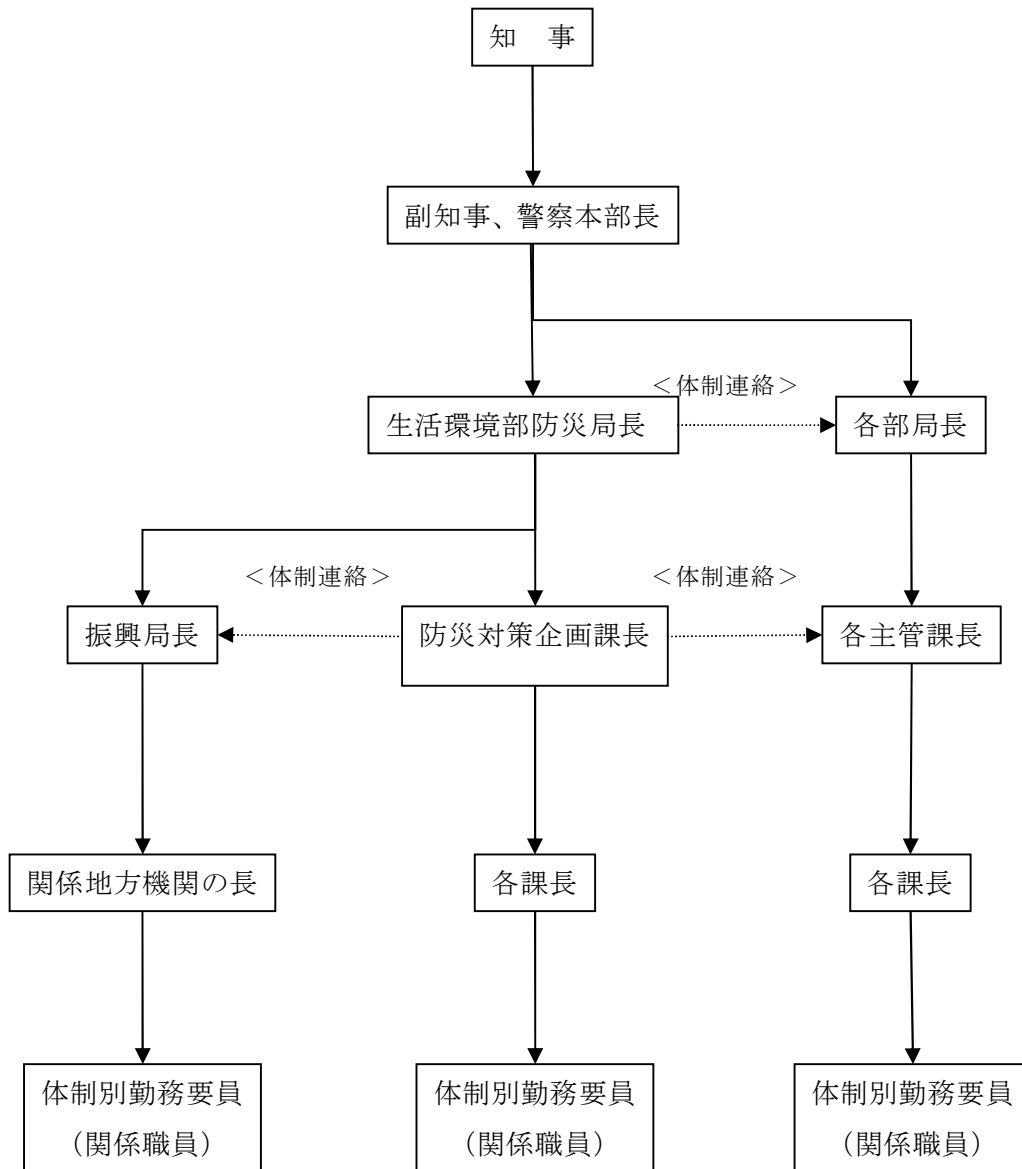 知　事
副知事、警察本部長
＜体制連絡＞
生活環境部防災局長
各部局長
＜体制連絡＞
＜体制連絡＞
振興局長
防災対策企画課長
各主管課長
関係地方機関の長
各課長
各課長
体制別勤務要員
（関係職員）
体制別勤務要員
（関係職員）
体制別勤務要員
（関係職員）